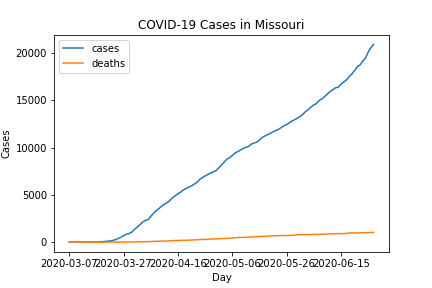 COVID-19 Cases in Missouri
cases
deaths
20000
15000
10000
5000
0
Cases
2020-03-07 2020-03-27 2020-04-16 2020-05-06 2020-05-26 2020-06-15
Day